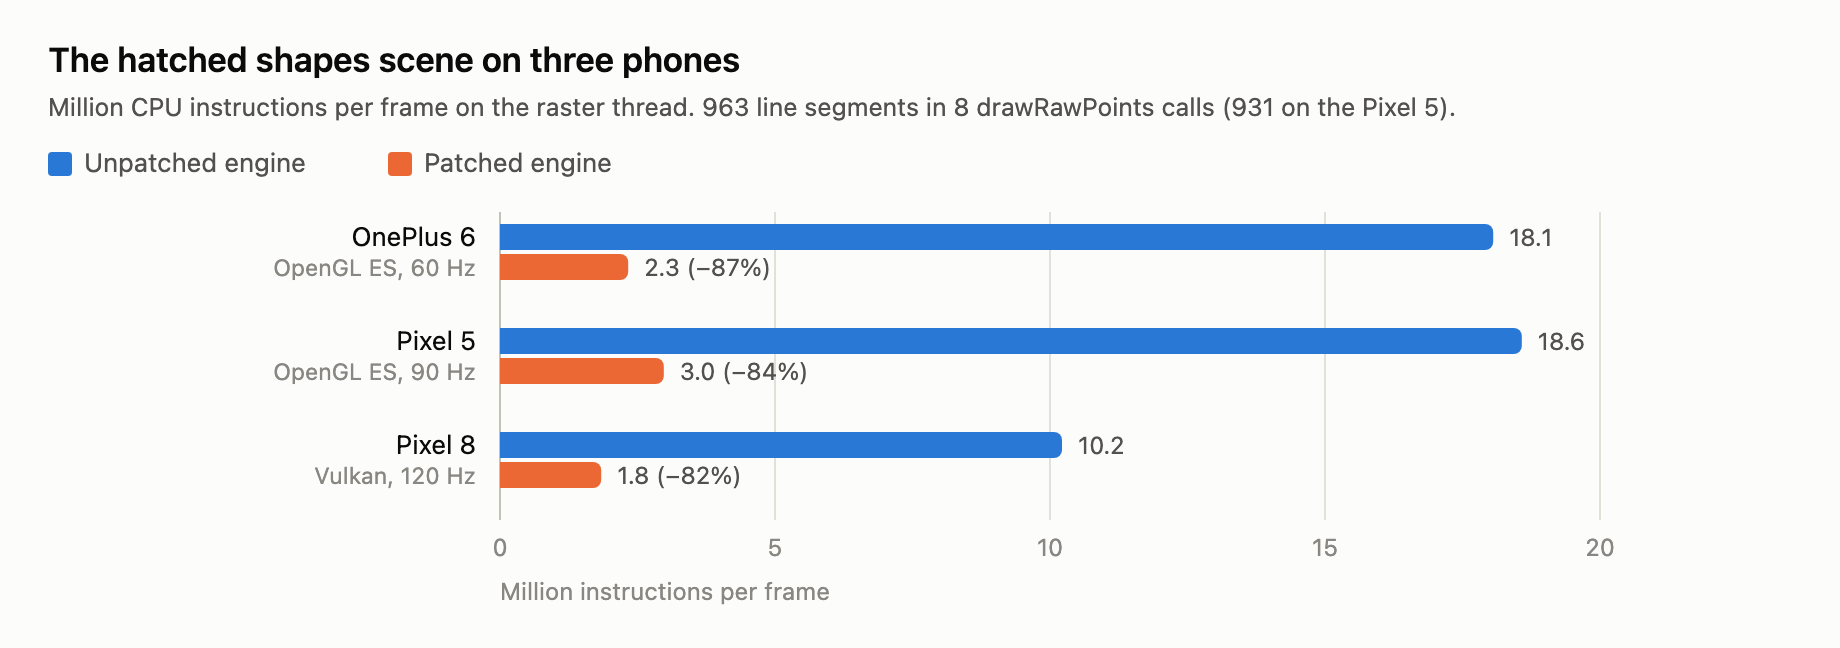 The hatched shapes scene on three phones
Million CPU instructions per frame on the raster thread. 963 line segments in 8 drawRawPoints calls (931 on the Pixel 5).
Unpatched engine
Patched engine
OnePlus 6
OpenGL ES, 60 Hz
18.1
2.3 (−87%)
Pixel 5
OpenGL ES, 90 Hz
18.6
3.0 (−84%)
Pixel 8
Vulkan, 120 Hz
10.2
1.8 (−82%)
0 5 10 15 20
Million instructions per frame